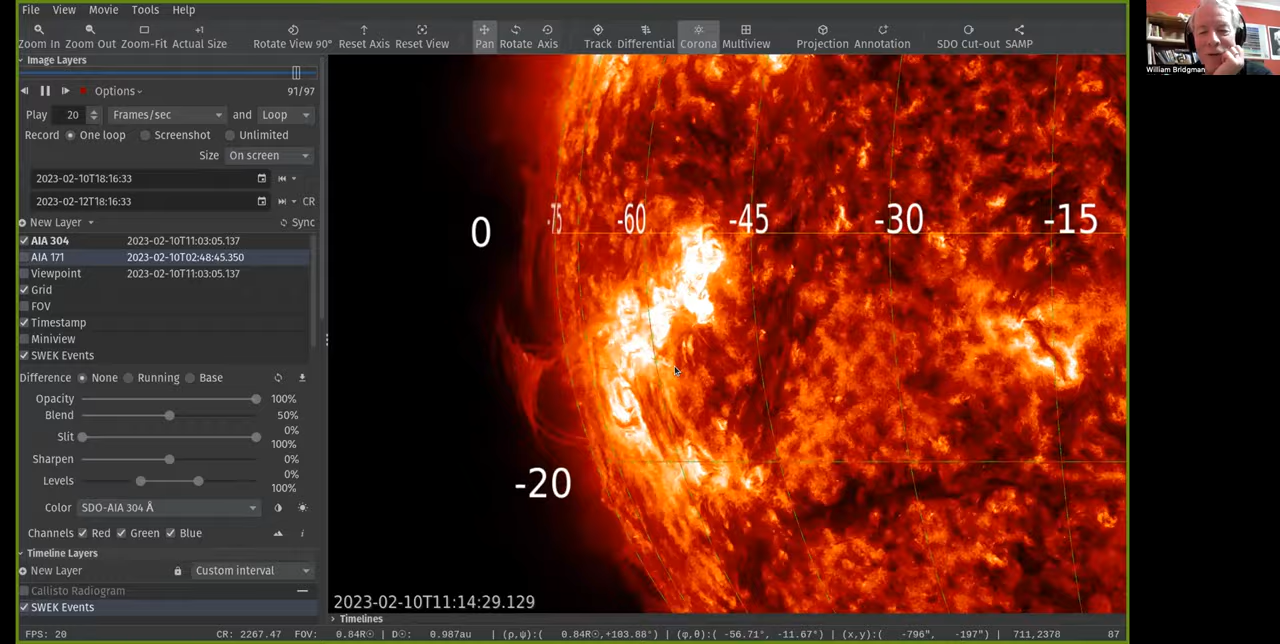 File View Movie Tools Help
Zoom In Zoom Out Zoom-Fit Actual Size Rotate View 90° Reset Axis Reset View Pan Rotate Axis Track Differential Corona Multiview Projection Annotation SDO Cut-out SAMP
William Bridgman
Image Layers
Options 91/97
Play 20 Frames/sec and Loop
Record One loop Screenshot Unlimited
Size On screen
2023-02-10T18:16:33
2023-02-12T18:16:33 CR
New Layer Sync
AIA 304 2023-02-10T11:03:05.137
AIA 171 2023-02-10T02:48:45.350
Viewpoint 2023-02-10T11:03:05.137
Grid
FOV
Timestamp
Miniview
SWEK Events
Difference None Running Base
Opacity 100%
Blend 50%
Slit 0%
100%
Sharpen 0%
Levels 0%
100%
Color SDO-AIA 304 Å
Channels Red Green Blue
Timeline Layers
New Layer Custom interval
Callisto Radiogram
SWEK Events
0 -75 -60 -45 -30 -15
-20
2023-02-10T11:14:29.129
Timelines
FPS: 20 CR: 2267.47 FOV: 0.84R☉ | D☉: 0.987au | (ρ,ψ):( 0.84R☉,+103.88°) | (φ,θ):( -56.71°, -11.67°) | (x,y):( -796", -197") | 711,2378 87